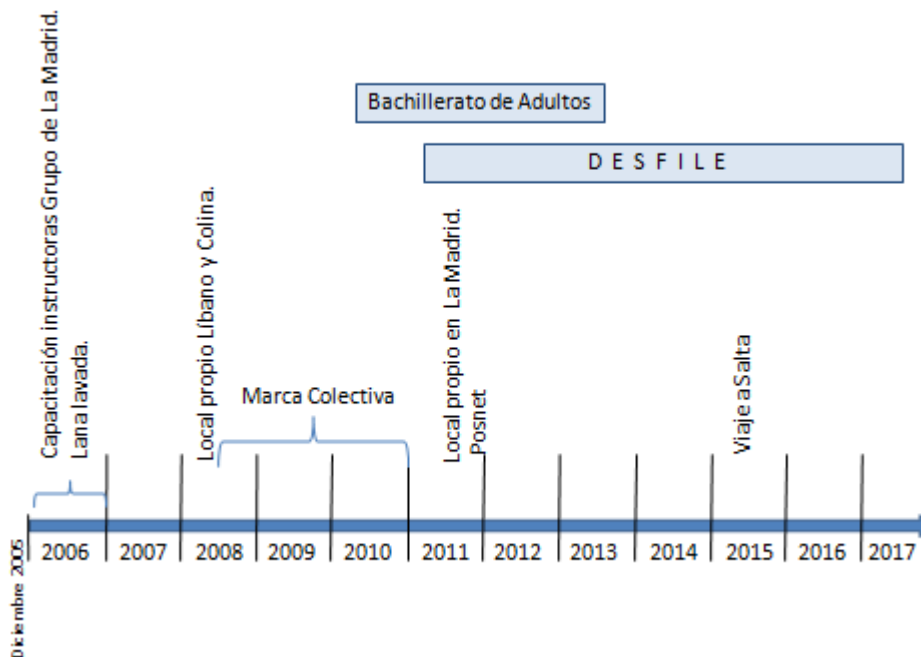 Bachillerato de Adultos
D E S F I L E
Capacitación instructoras Grupo de La Madrid.
Lana lavada.
Local propio Líbano y Colina.
Marca Colectiva
Local propio en La Madrid.
Posnet
Viaje a Salta
Diciembre 2005
2006
2007
2008
2009
2010
2011
2012
2013
2014
2015
2016
2017